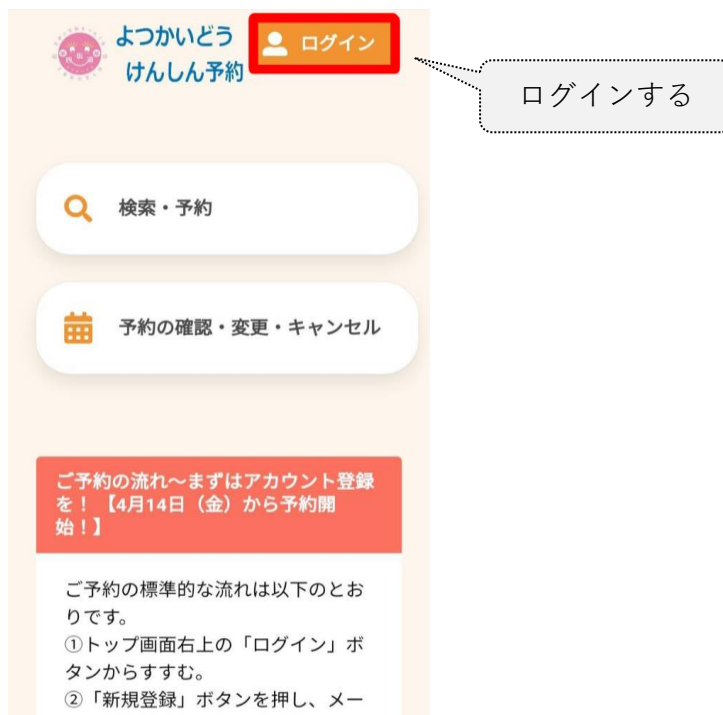 よつかいどう
けんしん予約
ログイン
ログインする
検索・予約
予約の確認・変更・キャンセル
ご予約の流れ～まずはアカウント登録
を！【4月14日（金）から予約開
始！】
ご予約の標準的な流れは以下のとお
りです。
①トップ画面右上の「ログイン」ボ
タンからすすむ。
②「新規登録」ボタンを押し、メー